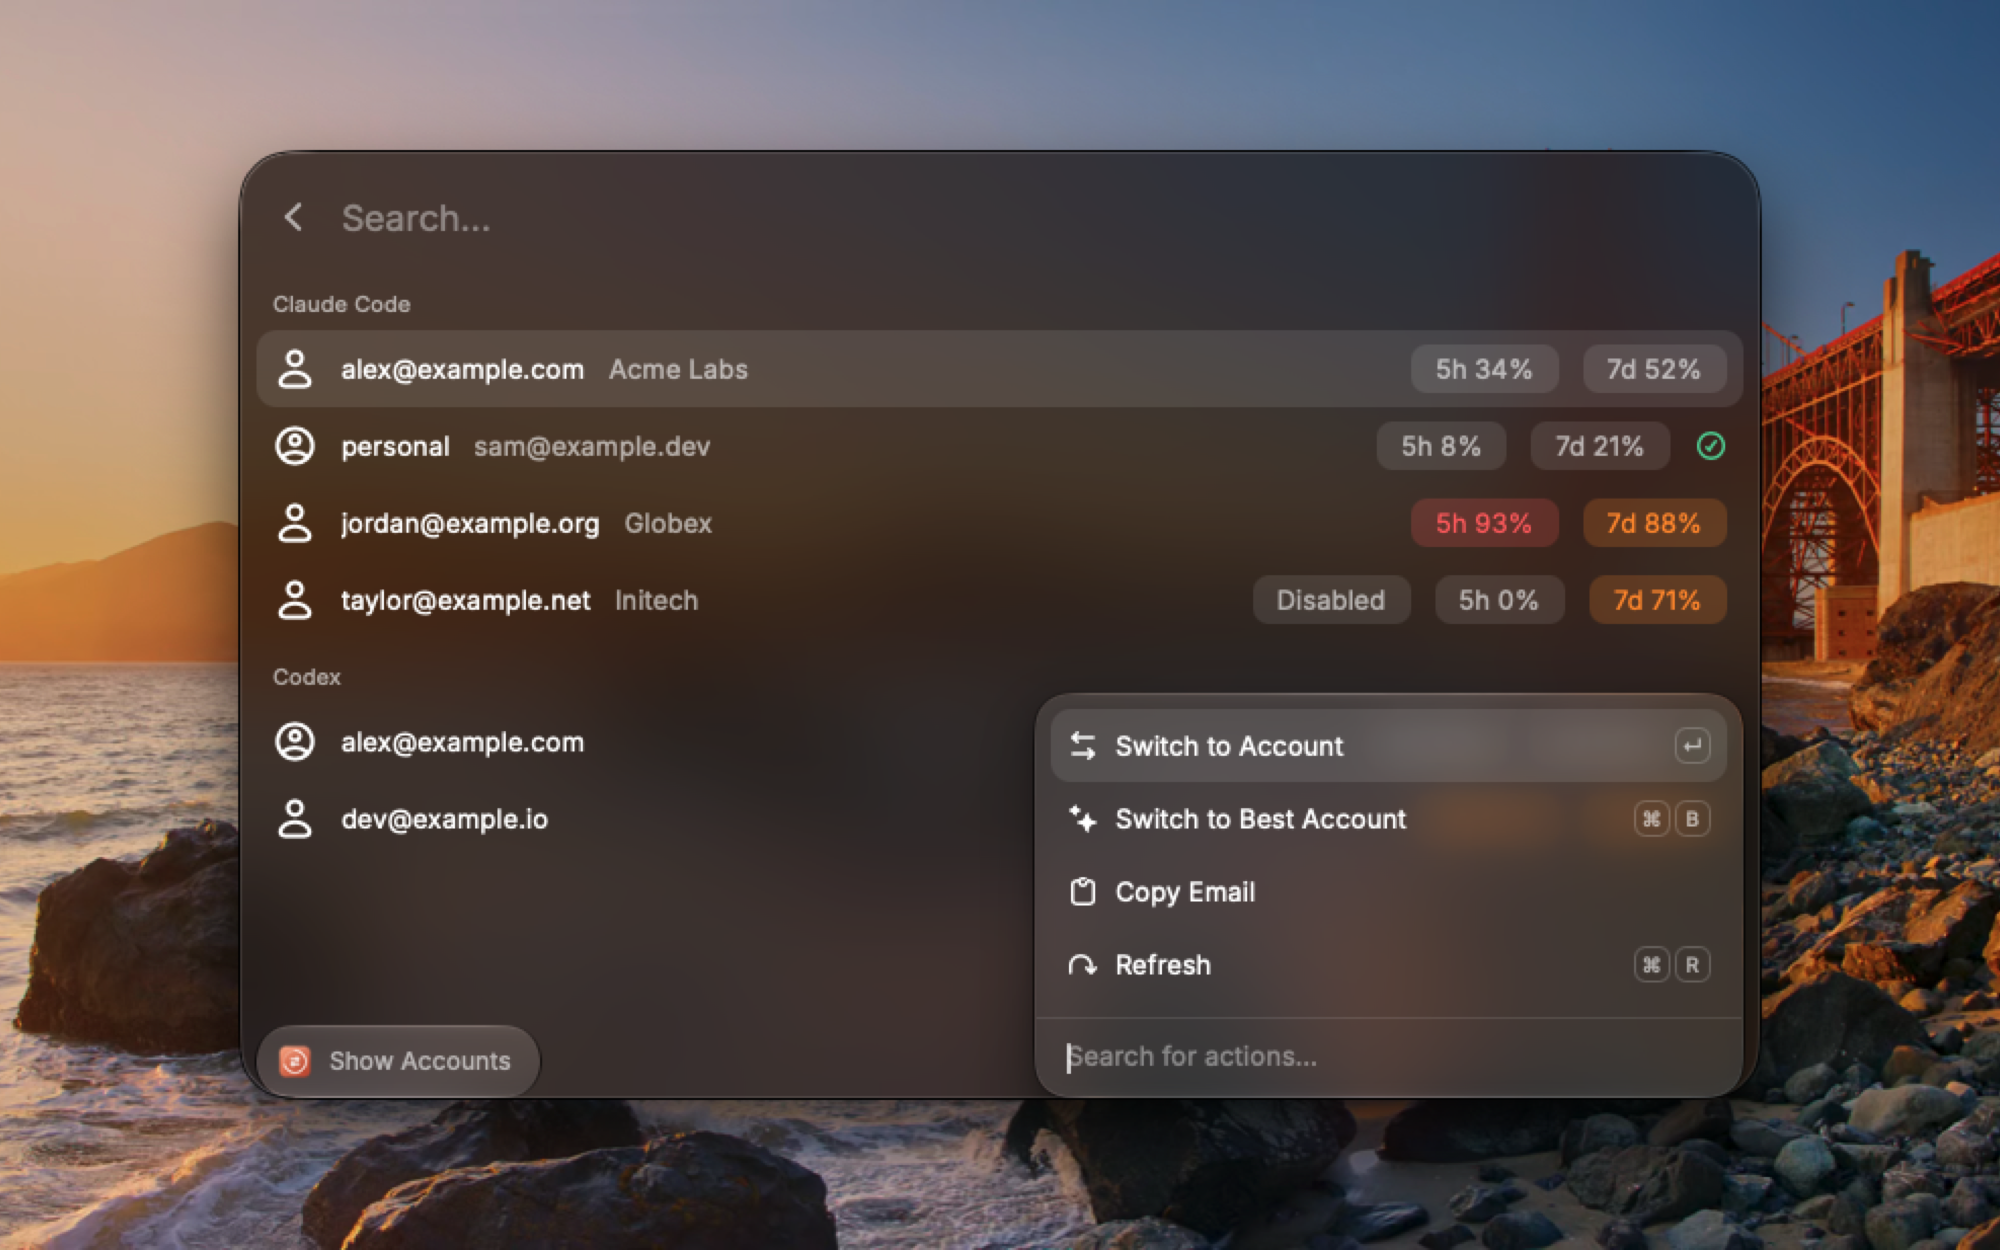 Search...
Claude Code
alex@example.com Acme Labs 5h 34% 7d 52%
personal sam@example.dev 5h 8% 7d 21%
jordan@example.org Globex 5h 93% 7d 88%
taylor@example.net Initech Disabled 5h 0% 7d 71%
Codex
alex@example.com
dev@example.io
Switch to Account ↵
Switch to Best Account ⌘ B
Copy Email
Refresh ⌘ R
Search for actions...
Show Accounts